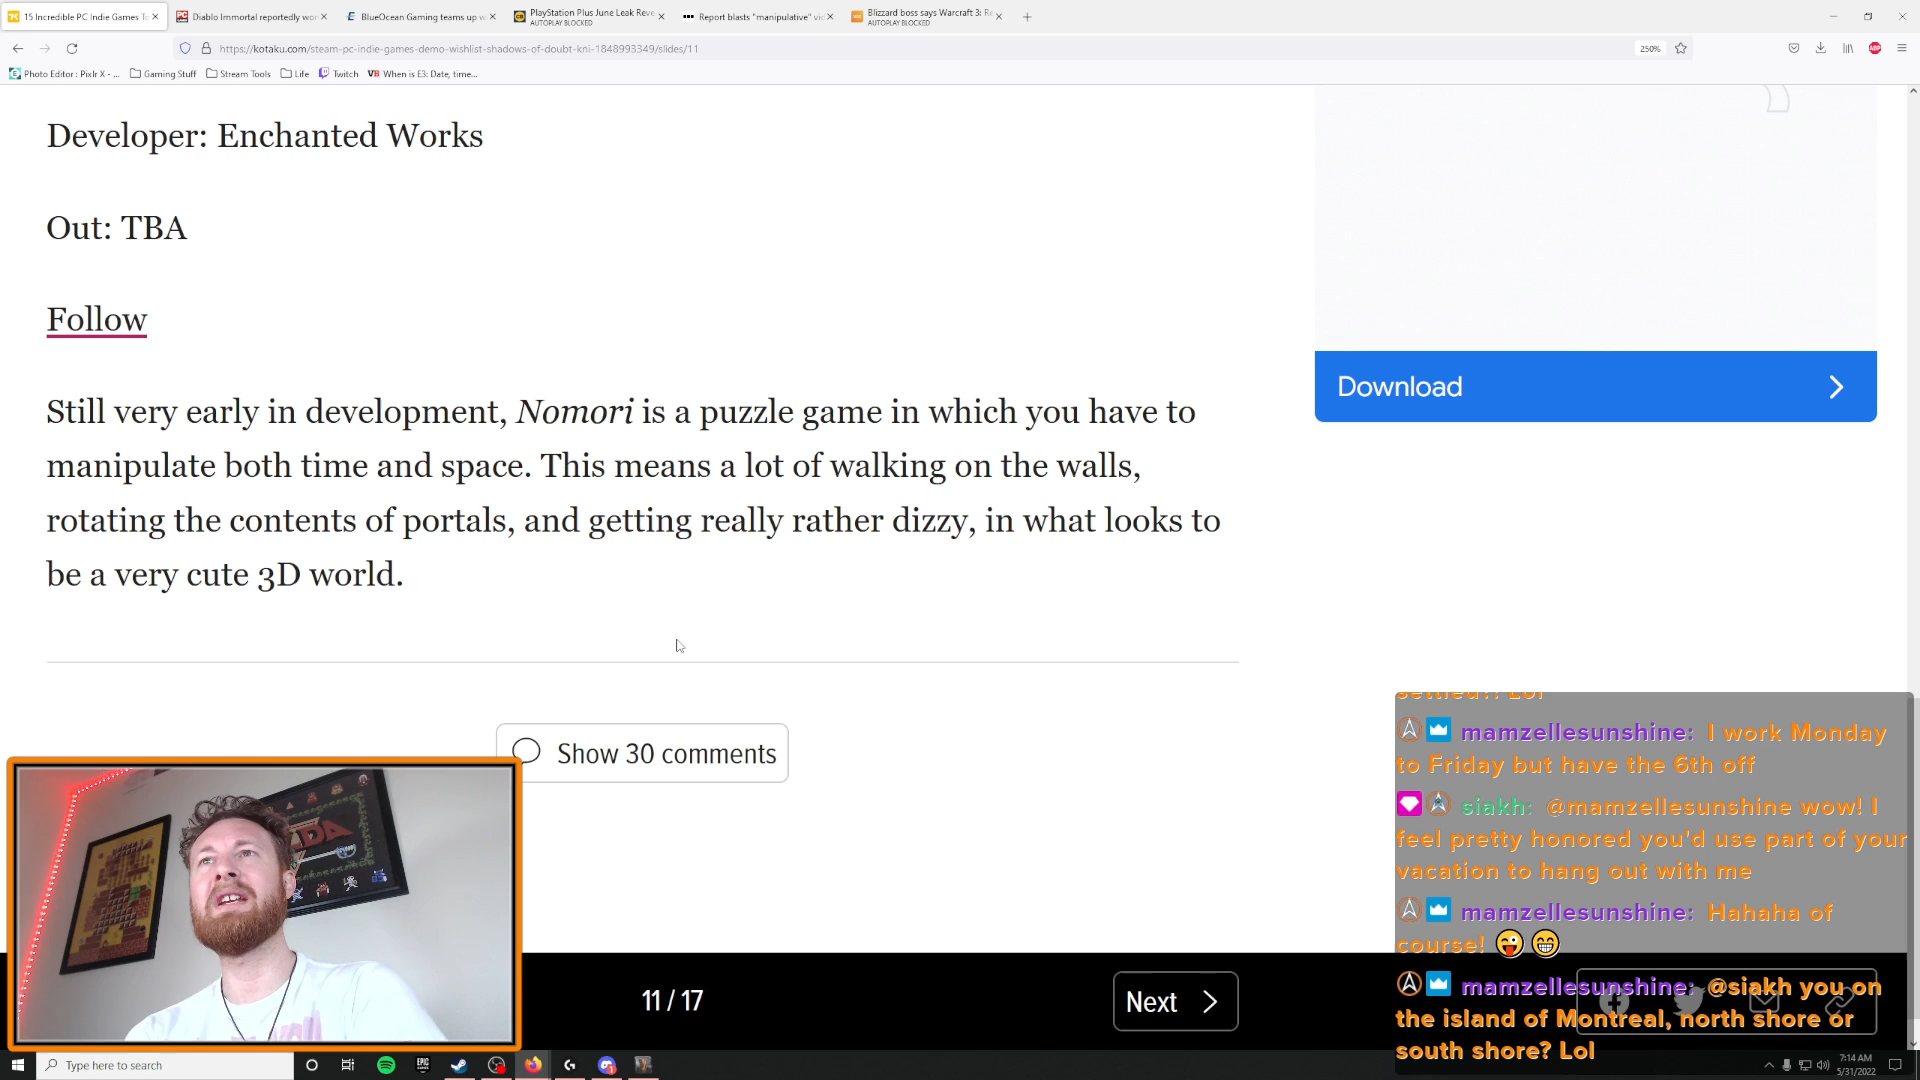 15 Incredible PC Indie Games To
Diablo Immortal reportedly won'
BlueOcean Gaming teams up w
PlayStation Plus June Leak Reve
AUTOPLAY BLOCKED
Report blasts "manipulative" vid
Blizzard boss says Warcraft 3: Re
AUTOPLAY BLOCKED
https://kotaku.com/steam-pc-indie-games-demo-wishlist-shadows-of-doubt-kni-1848993349/slides/11
250%
ABP
Photo Editor : Pixlr X - ...
Gaming Stuff
Stream Tools
Life
Twitch
VB When is E3: Date, time...
Developer: Enchanted Works
Out: TBA
Follow
Still very early in development, Nomori is a puzzle game in which you have to
manipulate both time and space. This means a lot of walking on the walls,
rotating the contents of portals, and getting really rather dizzy, in what looks to
be a very cute 3D world.
Download
Show 30 comments
11 / 17
Next
mamzellesunshine: I work Monday
to Friday but have the 6th off
siakh: @mamzellesunshine wow! I
feel pretty honored you'd use part of your
vacation to hang out with me
mamzellesunshine: Hahaha of
course! 😜 😁
mamzellesunshine: @siakh you on
the island of Montreal, north shore or
south shore? Lol
Type here to search
7:14 AM
5/31/2022